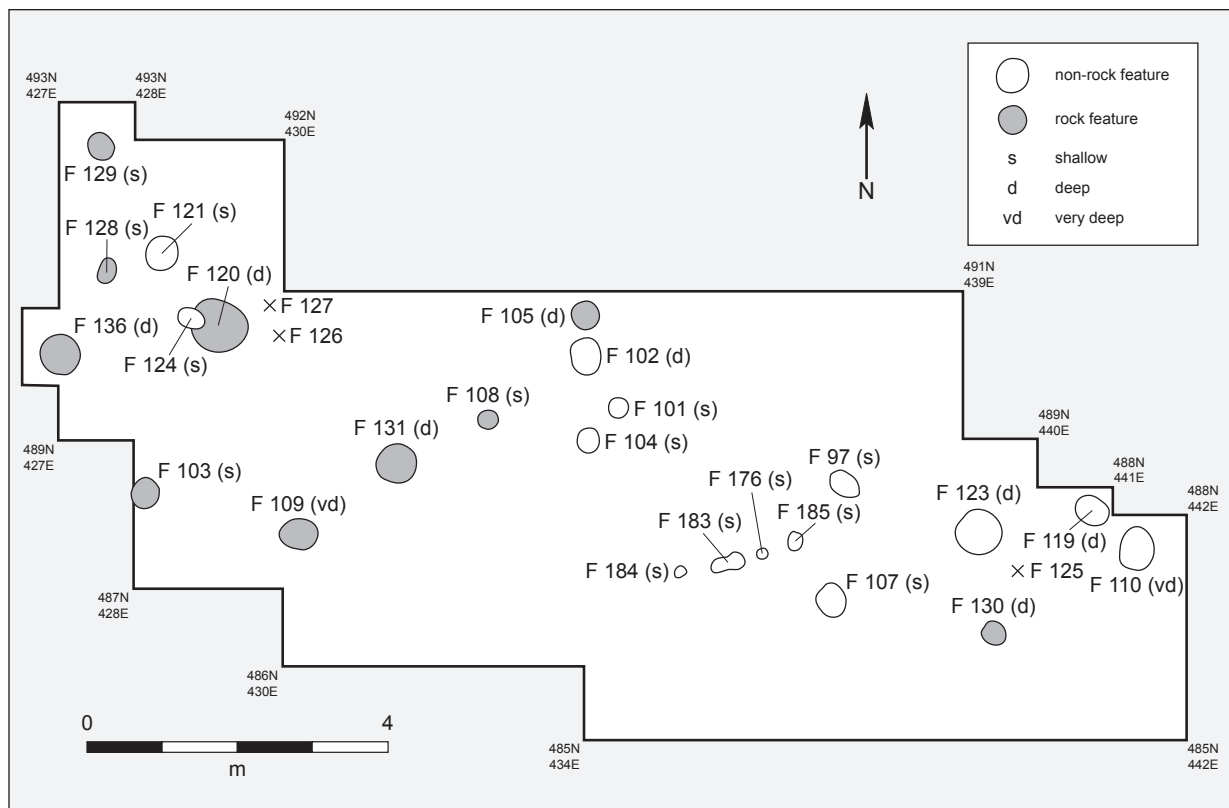 493N
427E
493N
428E
492N
430E
non-rock feature
rock feature
s shallow
d deep
vd very deep
N
F 129 (s)
F 121 (s)
F 128 (s)
F 120 (d)
491N
439E
F 127
F 105 (d)
F 136 (d)
F 126
F 124 (s)
F 102 (d)
F 108 (s)
F 101 (s)
F 131 (d)
F 104 (s)
489N
440E
489N
427E
F 97 (s)
F 103 (s)
F 176 (s)
488N
441E
F 109 (vd)
F 123 (d)
488N
442E
F 183 (s)
F 185 (s)
F 119 (d)
F 184 (s)
F 125
F 110 (vd)
F 107 (s)
487N
428E
F 130 (d)
486N
430E
0 4
m
485N
434E
485N
442E